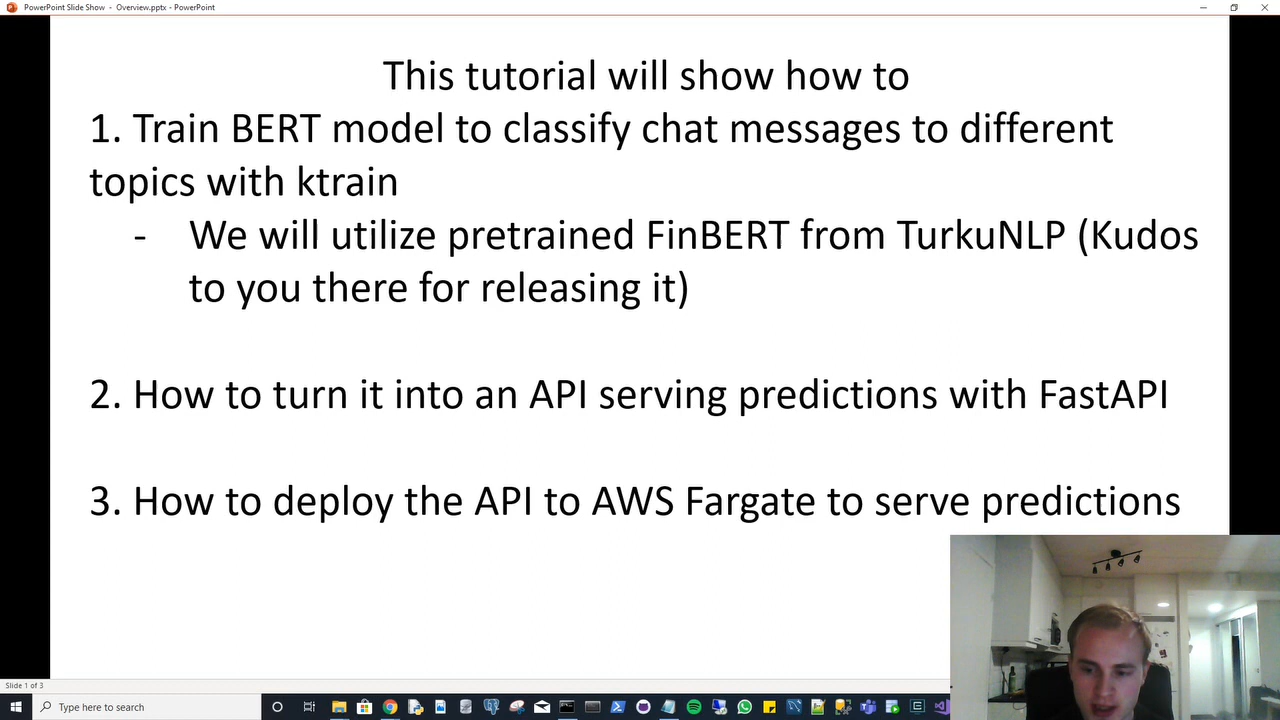 PowerPoint Slide Show - Overview.pptx - PowerPoint
This tutorial will show how to
1. Train BERT model to classify chat messages to different
topics with ktrain
- We will utilize pretrained FinBERT from TurkuNLP (Kudos
to you there for releasing it)
2. How to turn it into an API serving predictions with FastAPI
3. How to deploy the API to AWS Fargate to serve predictions
Slide 1 of 3
Type here to search